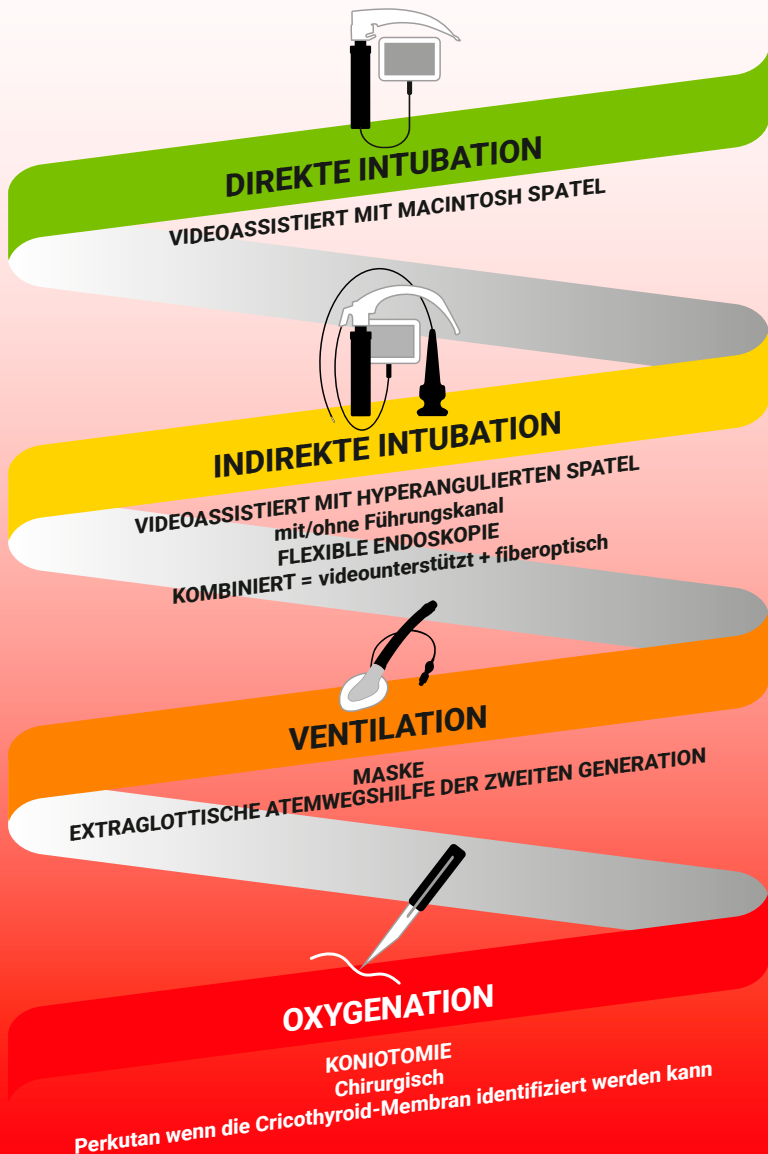 DIREKTE INTUBATION
VIDEOASSISTIERT MIT MACINTOSH SPATEL
INDIREKTE INTUBATION
VIDEOASSISTIERT MIT HYPERANGULIERTEN SPATEL
mit/ohne Führungskanal
FLEXIBLE ENDOSKOPIE
KOMBINIERT = videounterstützt + fiberoptisch
VENTILATION
MASKE
EXTRAGLOTTISCHE ATEMWEGSHILFE DER ZWEITEN GENERATION
OXYGENATION
KONIOTOMIE
Chirurgisch
Perkutan wenn die Cricothyroid-Membran identifiziert werden kann